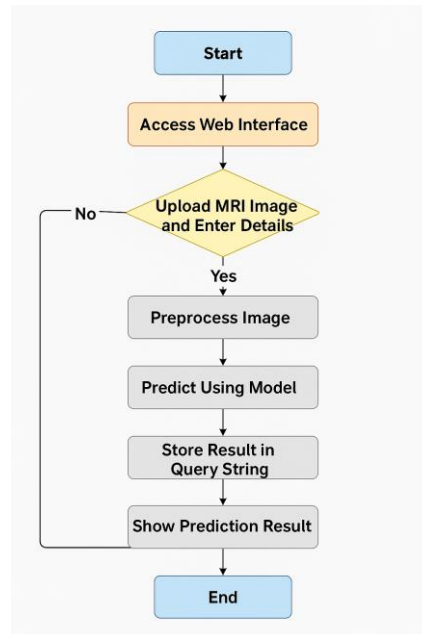 Start
Access Web Interface
Upload MRI Image
and Enter Details
No
Yes
Preprocess Image
Predict Using Model
Store Result in
Query String
Show Prediction Result
End